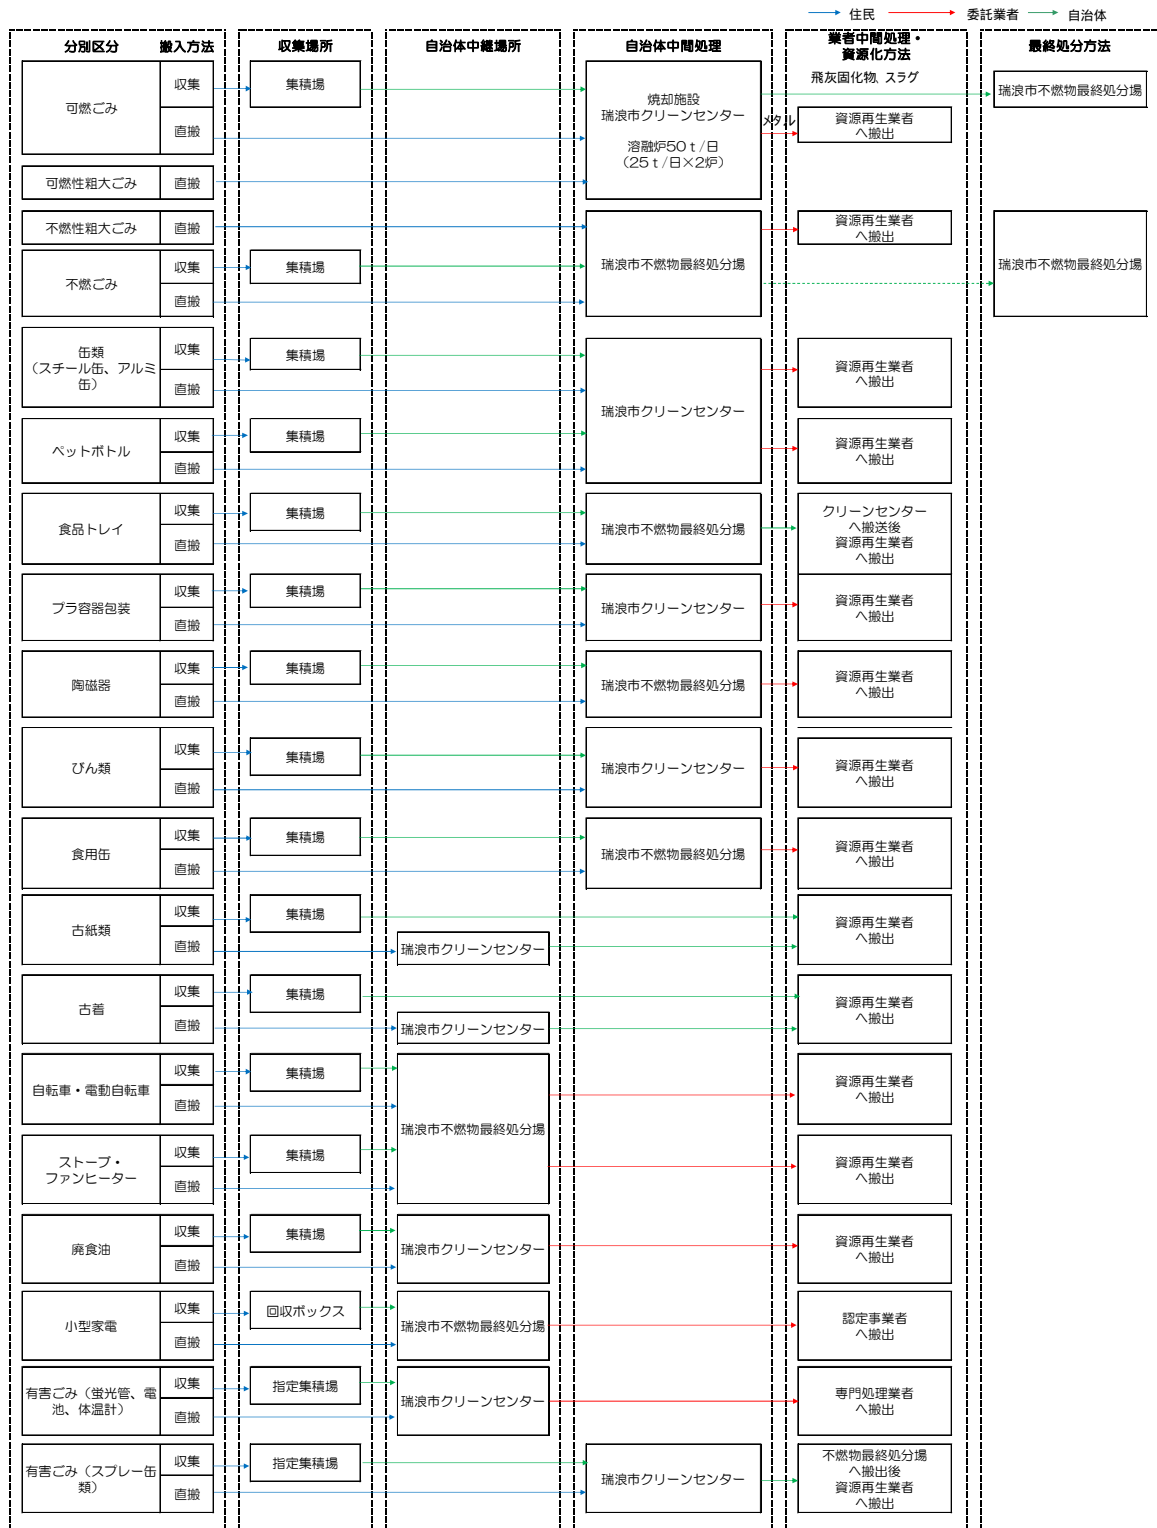 住民 委託業者 自治体
分別区分 搬入方法 収集場所 自治体中継場所 自治体中間処理 業者中間処理・
資源化方法 最終処分方法
可燃ごみ
収集
直搬
集積場
焼却施設
瑞浪市クリーンセンター
溶融炉50t/日
（25t/日×2炉）
飛灰固化物、スラグ
メタル
資源再生業者
へ搬出
瑞浪市不燃物最終処分場
可燃性粗大ごみ 直搬
不燃性粗大ごみ 直搬
資源再生業者
へ搬出
不燃ごみ
収集
直搬
集積場
瑞浪市不燃物最終処分場
瑞浪市不燃物最終処分場
缶類
（スチール缶、アルミ
缶）
収集
直搬
集積場
瑞浪市クリーンセンター
資源再生業者
へ搬出
ペットボトル
収集
直搬
集積場
資源再生業者
へ搬出
食品トレイ
収集
直搬
集積場
瑞浪市不燃物最終処分場
クリーンセンター
へ搬送後
資源再生業者
へ搬出
プラ容器包装
収集
直搬
集積場
瑞浪市クリーンセンター
資源再生業者
へ搬出
陶磁器
収集
直搬
集積場
瑞浪市不燃物最終処分場
資源再生業者
へ搬出
びん類
収集
直搬
集積場
瑞浪市クリーンセンター
資源再生業者
へ搬出
食用缶
収集
直搬
集積場
瑞浪市不燃物最終処分場
資源再生業者
へ搬出
古紙類
収集
直搬
集積場
瑞浪市クリーンセンター
資源再生業者
へ搬出
古着
収集
直搬
集積場
瑞浪市クリーンセンター
資源再生業者
へ搬出
自転車・電動自転車
収集
直搬
集積場
瑞浪市不燃物最終処分場
資源再生業者
へ搬出
ストーブ・
ファンヒーター
収集
直搬
集積場
資源再生業者
へ搬出
廃食油
収集
直搬
集積場
瑞浪市クリーンセンター
資源再生業者
へ搬出
小型家電
収集
直搬
回収ボックス
瑞浪市不燃物最終処分場
認定事業者
へ搬出
有害ごみ（蛍光管、電
池、体温計）
収集
直搬
指定集積場
瑞浪市クリーンセンター
専門処理業者
へ搬出
有害ごみ（スプレー缶
類）
収集
直搬
指定集積場
瑞浪市クリーンセンター
不燃物最終処分場
へ搬出後
資源再生業者
へ搬出